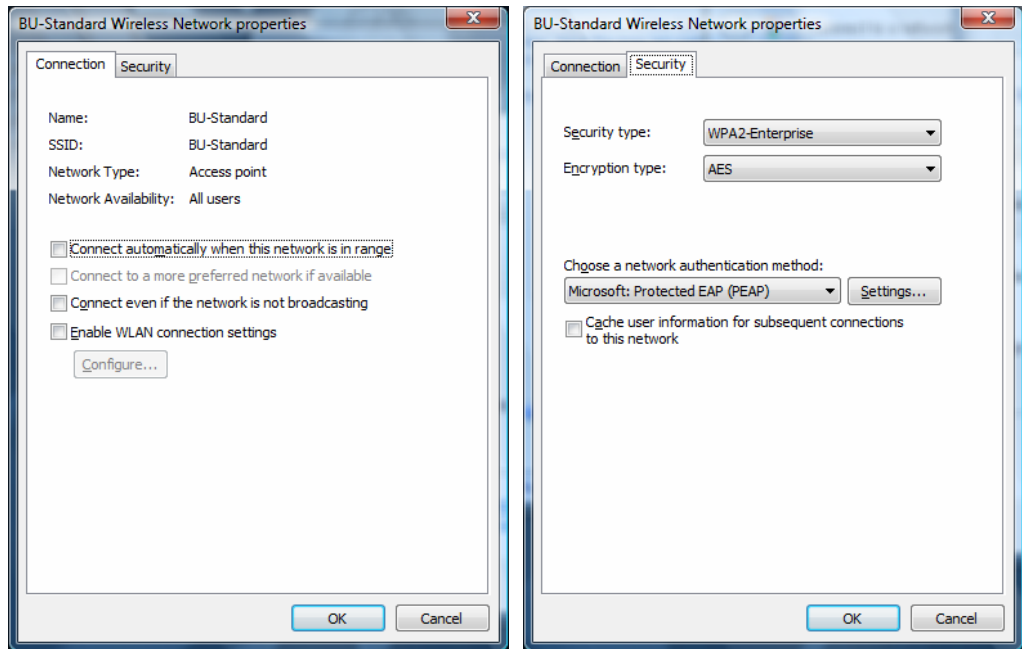 BU-Standard Wireless Network properties
Connection
Security
Name: BU-Standard
SSID: BU-Standard
Network Type: Access point
Network Availability: All users
Connect automatically when this network is in range
Connect to a more preferred network if available
Connect even if the network is not broadcasting
Enable WLAN connection settings
Configure...
OK
Cancel
BU-Standard Wireless Network properties
Connection
Security
Security type: WPA2-Enterprise
Encryption type: AES
Choose a network authentication method:
Microsoft: Protected EAP (PEAP)
Settings...
Cache user information for subsequent connections
to this network
OK
Cancel